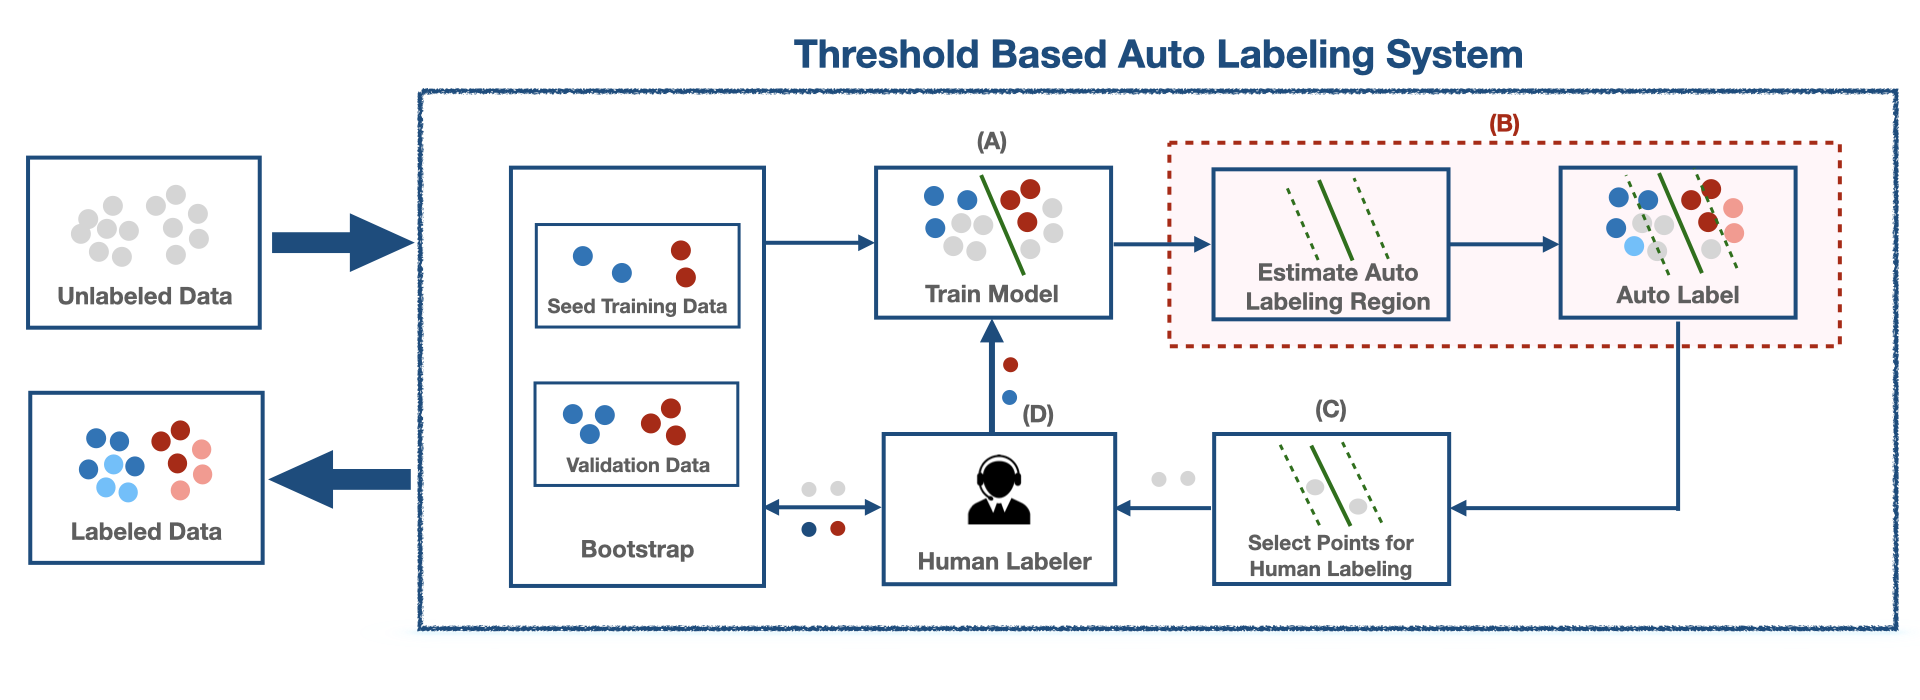 Threshold Based Auto Labeling System
Unlabeled Data
Labeled Data
Seed Training Data
Validation Data
Bootstrap
(A)
Train Model
(B)
Estimate Auto
Labeling Region
Auto Label
(C)
Select Points for
Human Labeling
(D)
Human Labeler